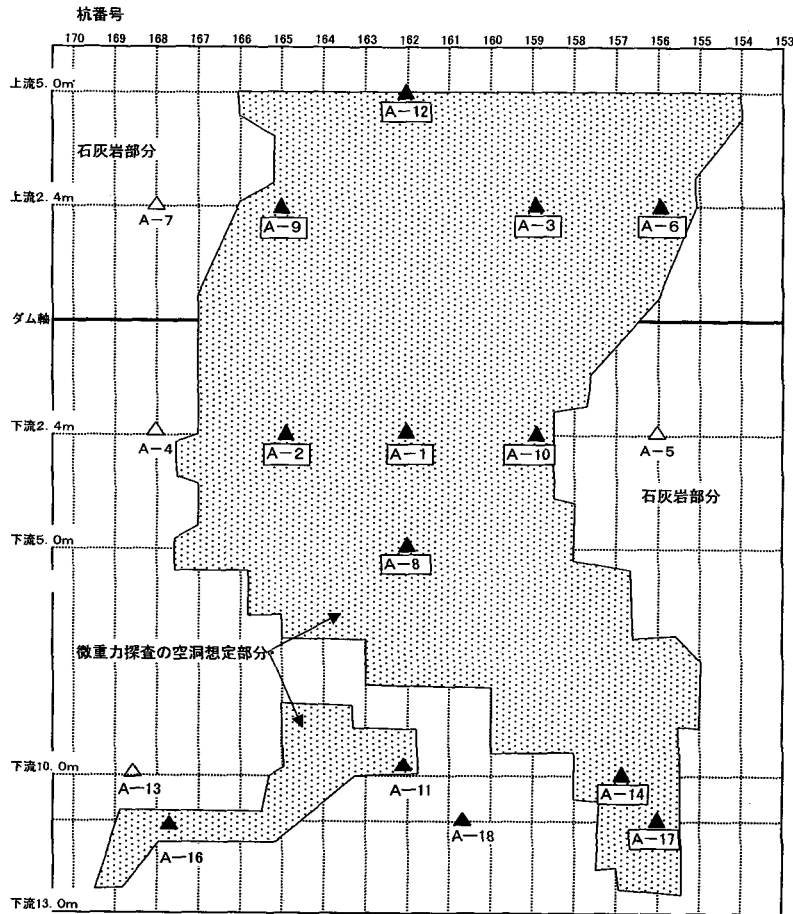 杭番号
170 169 168 167 166 165 164 163 162 161 160 159 158 157 156 155 154 153
上流5.0m
A-12
石灰岩部分
上流2.4m
A-7
A-9
A-3
A-6
ダム軸
下流2.4m
A-4
A-2
A-1
A-10
A-5
石灰岩部分
下流5.0m
A-8
微重力探査の空洞想定部分
下流10.0m
A-13
A-11
A-14
A-16
A-18
A-17
下流13.0m